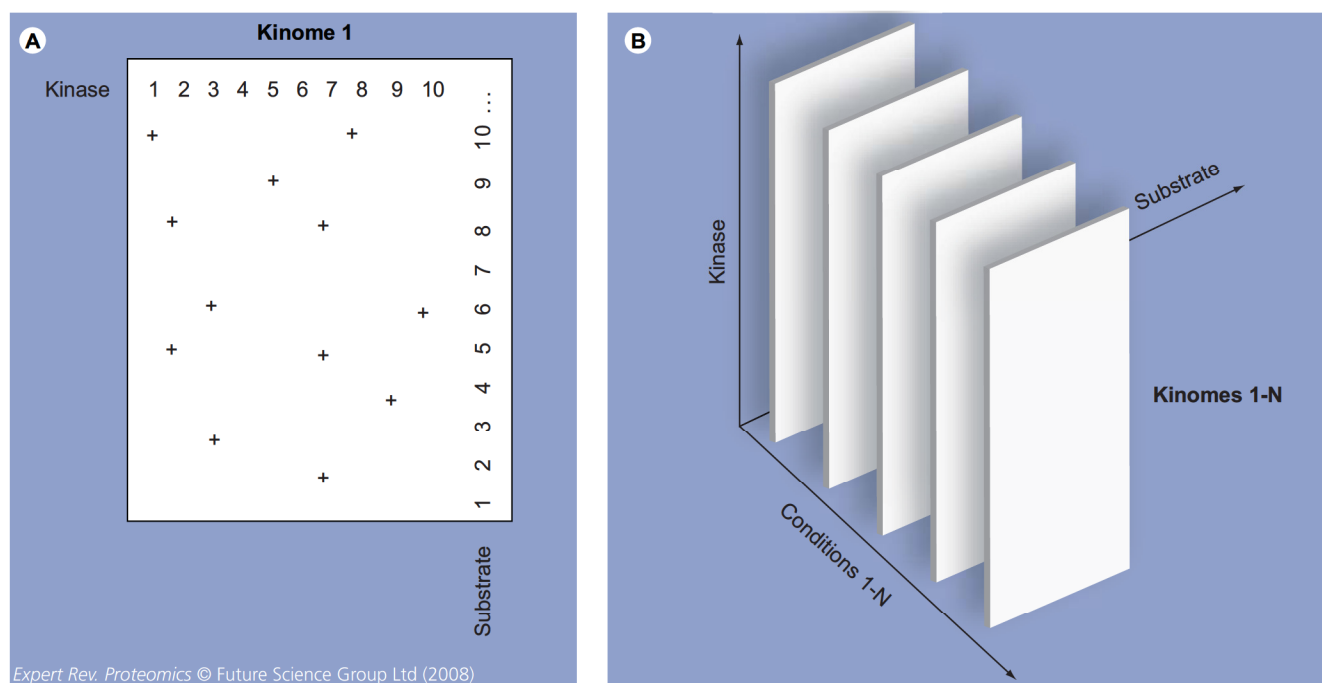 A
Kinome 1
Kinase 1 2 3 4 5 6 7 8 9 10 ...
+ + 10
+ 9
+ + 8
7
+ + 6
+ + 5
+ 4
+ 3
+ 2
1
Substrate
Expert Rev. Proteomics © Future Science Group Ltd (2008)
B
Kinase
Substrate
Conditions 1-N
Kinomes 1-N